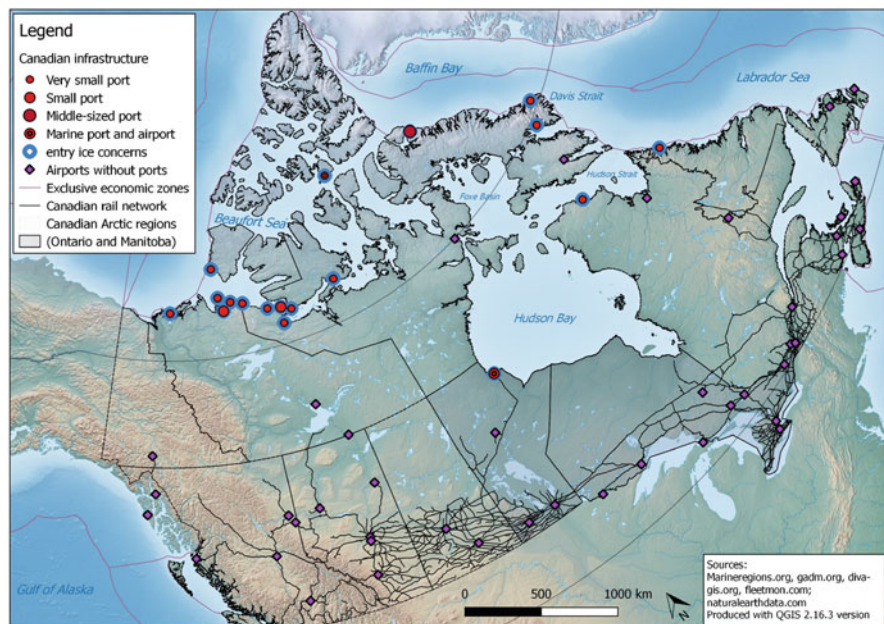 Legend
Canadian infrastructure
Very small port
Small port
Middle-sized port
Marine port and airport
entry ice concerns
Airports without ports
Exclusive economic zones
Canadian rail network
Canadian Arctic regions
(Ontario and Manitoba)
Baffin Bay
Labrador Sea
Davis Strait
Hudson Strait
Foxe Basin
Beaufort Sea
Hudson Bay
Gulf of Alaska
0 500 1000 km
Sources:
Marineregions.org, gadm.org, diva-
gis.org, fleetmon.com;
naturalearthdata.com
Produced with QGIS 2.16.3 version